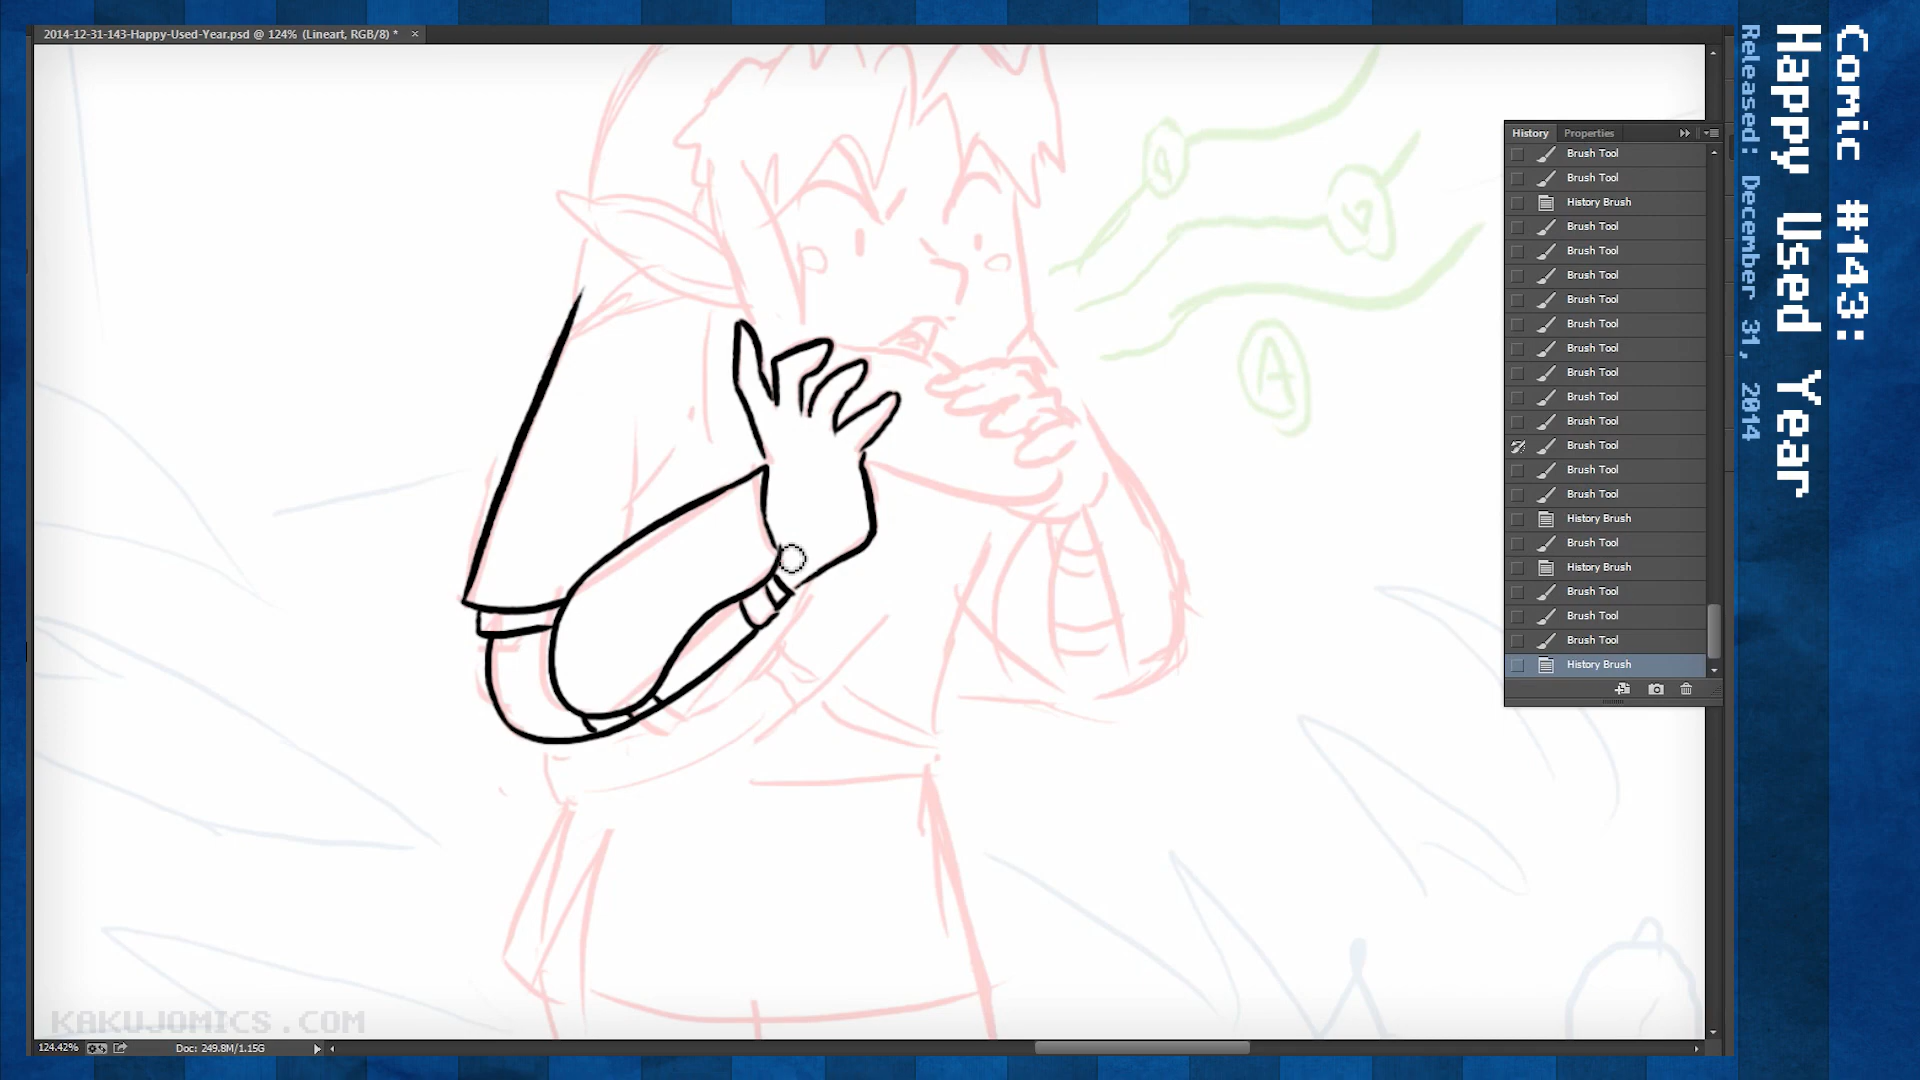 2014-12-31-143-Happy-Used-Year.psd @ 124% (Lineart, RGB/8) *
Comic #143:
Happy Used Year
Released: December 31, 2014
History
Properties
Brush Tool
Brush Tool
History Brush
Brush Tool
Brush Tool
Brush Tool
Brush Tool
Brush Tool
Brush Tool
Brush Tool
Brush Tool
Brush Tool
Brush Tool
Brush Tool
Brush Tool
History Brush
Brush Tool
History Brush
Brush Tool
Brush Tool
Brush Tool
History Brush
A
KAKUJOMICS.COM
124.42%
Doc: 249.8M/1.15G